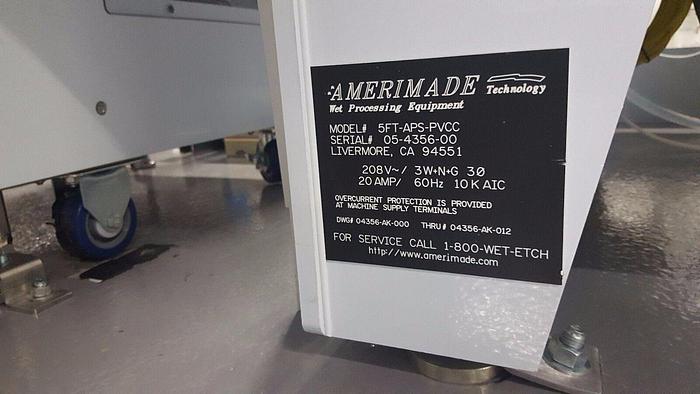 AMERIMADE Technology
Wet Processing Equipment
MODEL# 5FT-APS-PVCC
SERIAL# 05-4356-00
LIVERMORE, CA 94551
208V~/ 3W+N+G 30
20 AMP/ 60Hz 10 K AIC
OVERCURRENT PROTECTION IS PROVIDED
AT MACHINE SUPPLY TERMINALS
DWG# 04356-AK-000 THRU# 04356-AK-012
FOR SERVICE CALL 1-800-WET-ETCH
http://www.amerimade.com